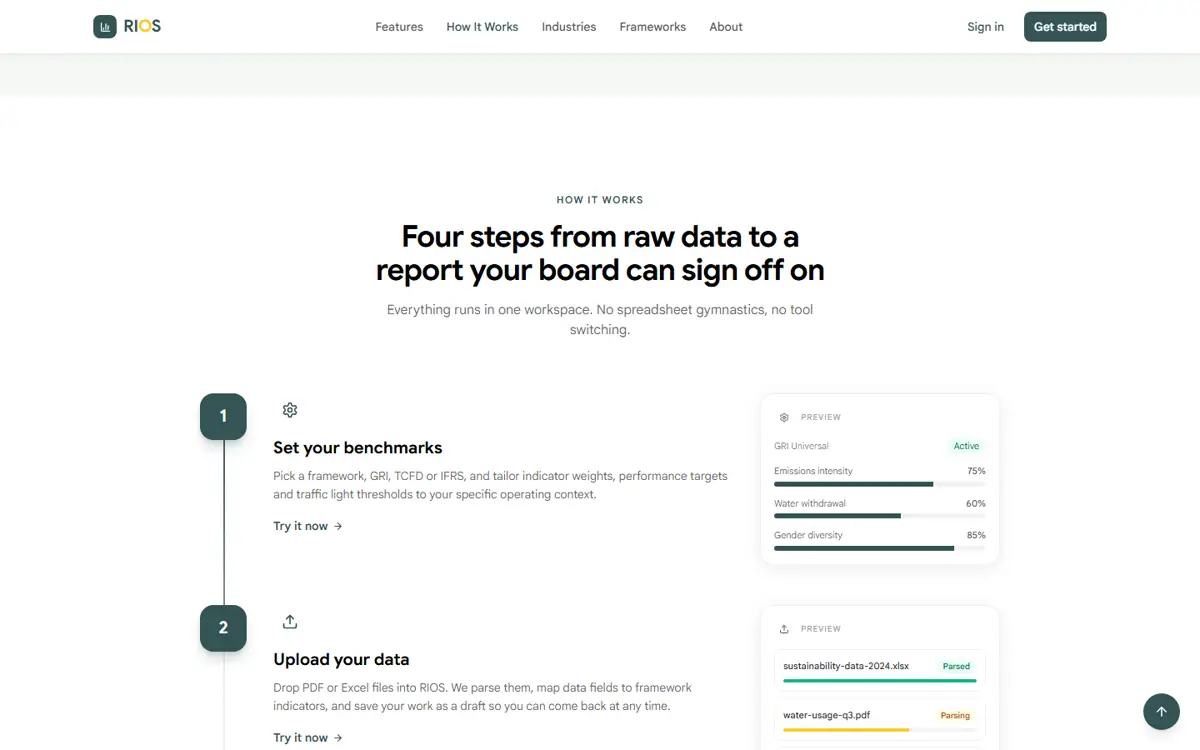 RIOS
Features
How It Works
Industries
Frameworks
About
Sign in
Get started
HOW IT WORKS
Four steps from raw data to a
report your board can sign off on
Everything runs in one workspace. No spreadsheet gymnastics, no tool
switching.
1
Set your benchmarks
Pick a framework, GRI, TCFD or IFRS, and tailor indicator weights, performance targets
and traffic light thresholds to your specific operating context.
Try it now →
PREVIEW
GRI Universal
Active
Emissions intensity
75%
Water withdrawal
60%
Gender diversity
85%
2
Upload your data
Drop PDF or Excel files into RIOS. We parse them, map data fields to framework
indicators, and save your work as a draft so you can come back at any time.
Try it now →
PREVIEW
sustainability-data-2024.xlsx
Parsed
water-usage-q3.pdf
Parsing